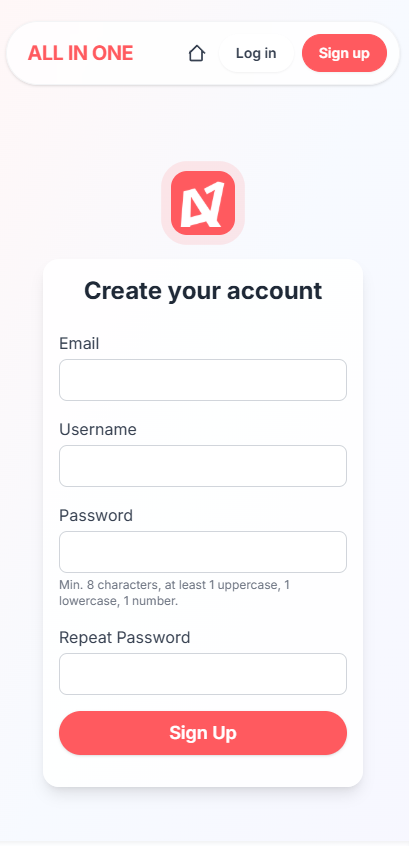 ALL IN ONE
Log in
Sign up
A1
Create your account
Email
Username
Password
Min. 8 characters, at least 1 uppercase, 1
lowercase, 1 number.
Repeat Password
Sign Up